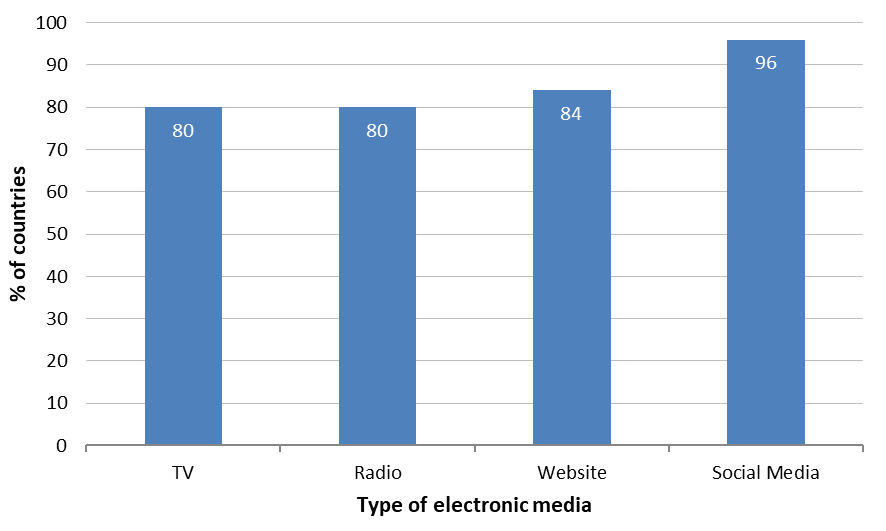 100
90
80
70
60
50
40
30
20
10
0
% of countries
80
80
84
96
TV
Radio
Website
Social Media
Type of electronic media